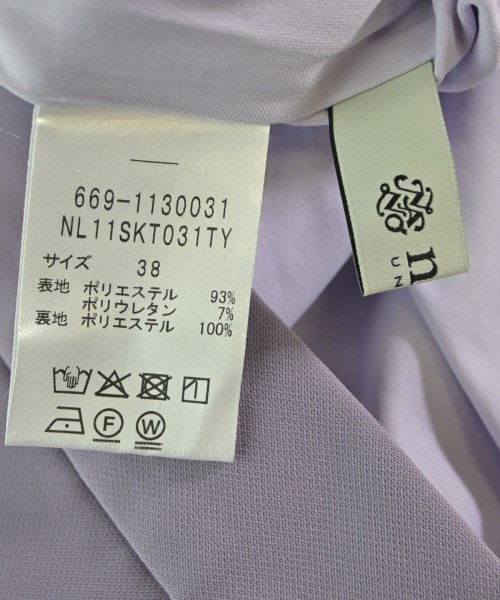 669-1130031
NL11SKT031TY
サイズ 38
表地 ポリエステル 93%
ポリウレタン 7%
裏地 ポリエステル 100%
F W
n